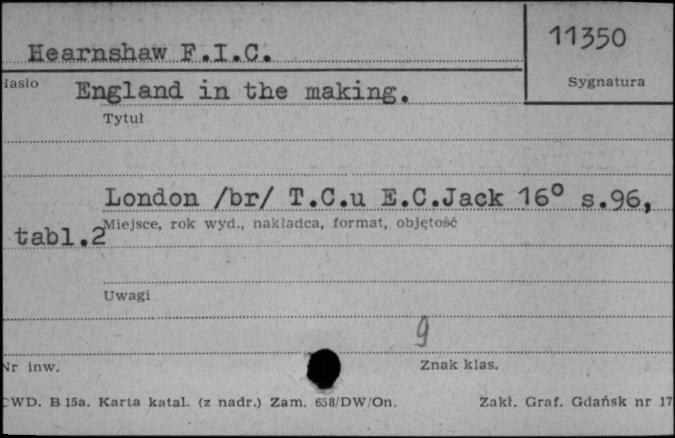 11350
Hearnshaw F.I.C.
Hasło
Sygnatura
England in the making.
Tytuł
London /br/ T.C.u E.C.Jack 16° s.96,
Miejsce, rok wyd., nakładca, format, objętość
tabl.2
Uwagi
9
Nr inw.
Znak klas.
CWD. B 15a. Karta katal. (z nadr.) Zam. 658/DW/On.
Zakł. Graf. Gdańsk nr 17